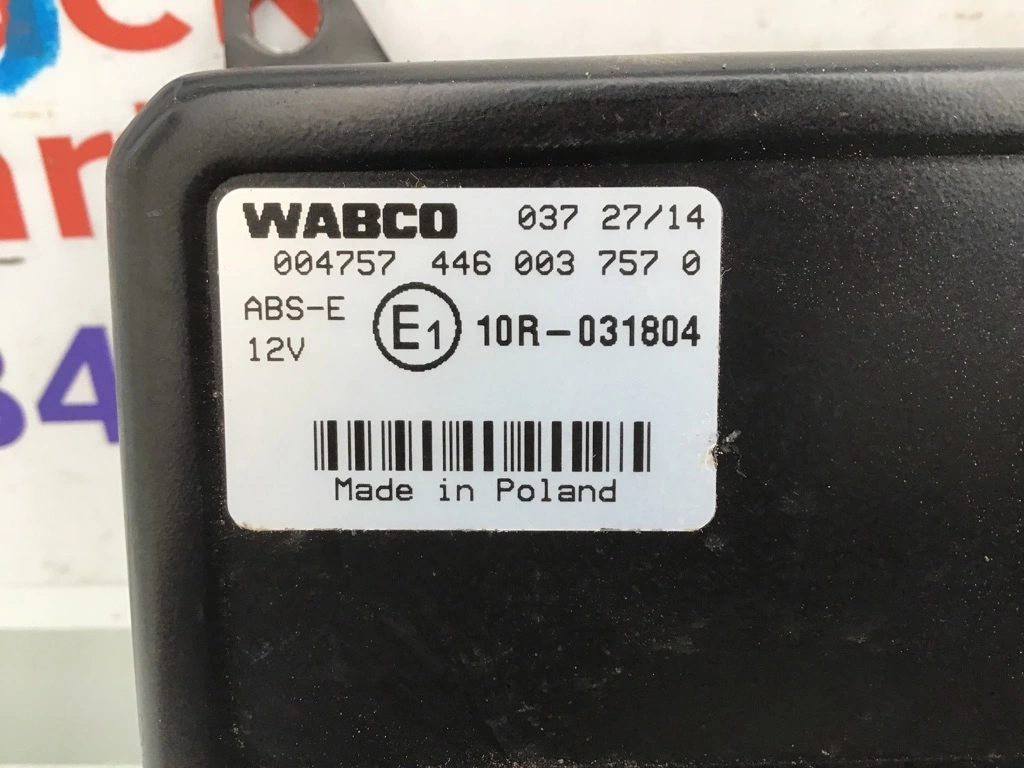 WABCO 037 27/14
004757 446 003 757 0
ABS-E
12V
E1 10R-031804
Made in Poland